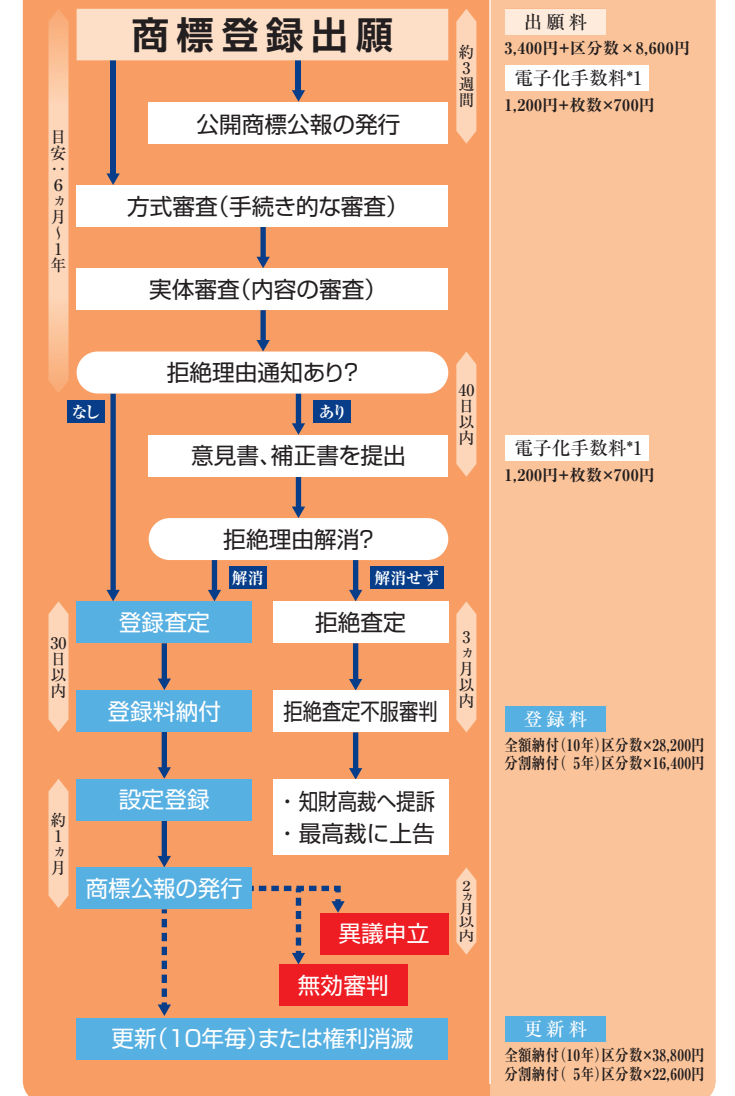 商標登録出願
約3週間
出願料
3,400円+区分数×8,600円
電子化手数料*1
1,200円+枚数×700円
公開商標公報の発行
目安：6ヵ月～1年
方式審査（手続き的な審査）
実体審査（内容の審査）
拒絶理由通知あり?
なし
あり
40日以内
意見書、補正書を提出
電子化手数料*1
1,200円+枚数×700円
拒絶理由解消?
解消
解消せず
登録査定
拒絶査定
30日以内
3ヵ月以内
登録料納付
拒絶査定不服審判
登録料
全額納付(10年)区分数×28,200円
分割納付( 5年)区分数×16,400円
設定登録
・知財高裁へ提訴
・最高裁に上告
約1ヵ月
商標公報の発行
2ヵ月以内
異議申立
無効審判
更新（10年毎）または権利消滅
更新料
全額納付(10年)区分数×38,800円
分割納付( 5年)区分数×22,600円